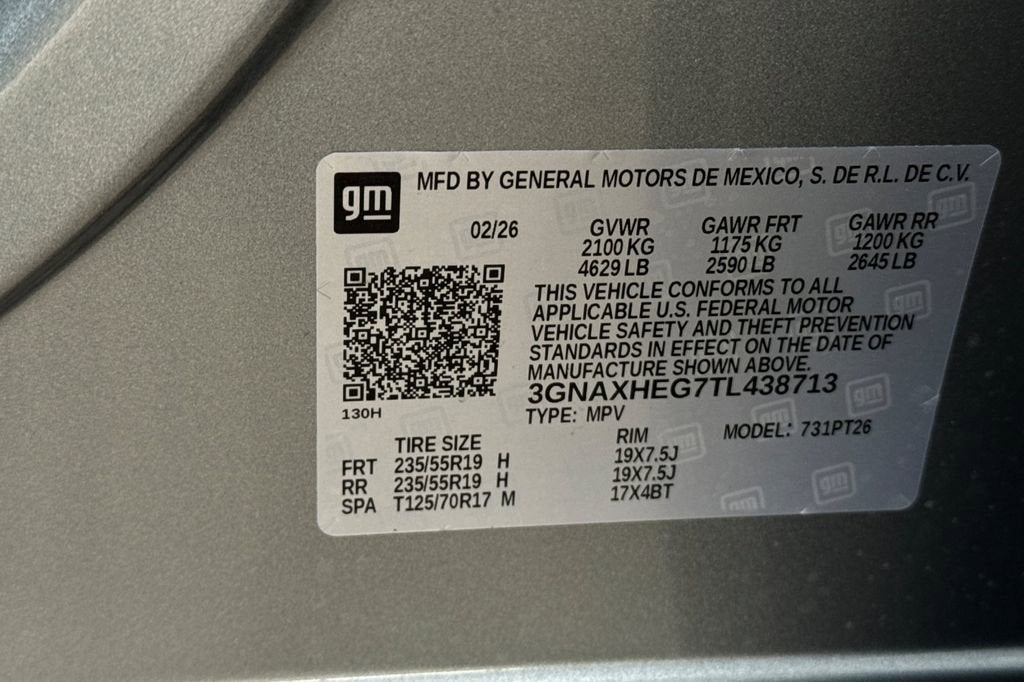 gm
MFD BY GENERAL MOTORS DE MEXICO, S. DE R.L. DE C.V.
02/26 GVWR GAWR FRT GAWR RR
2100 KG 1175 KG 1200 KG
4629 LB 2590 LB 2645 LB
THIS VEHICLE CONFORMS TO ALL
APPLICABLE U.S. FEDERAL MOTOR
VEHICLE SAFETY AND THEFT PREVENTION
STANDARDS IN EFFECT ON THE DATE OF
MANUFACTURE SHOWN ABOVE.
3GNAXHEG7TL438713
130H
TYPE: MPV
MODEL: 731PT26
TIRE SIZE RIM
FRT 235/55R19 H 19X7.5J
RR 235/55R19 H 19X7.5J
SPA T125/70R17 M 17X4BT